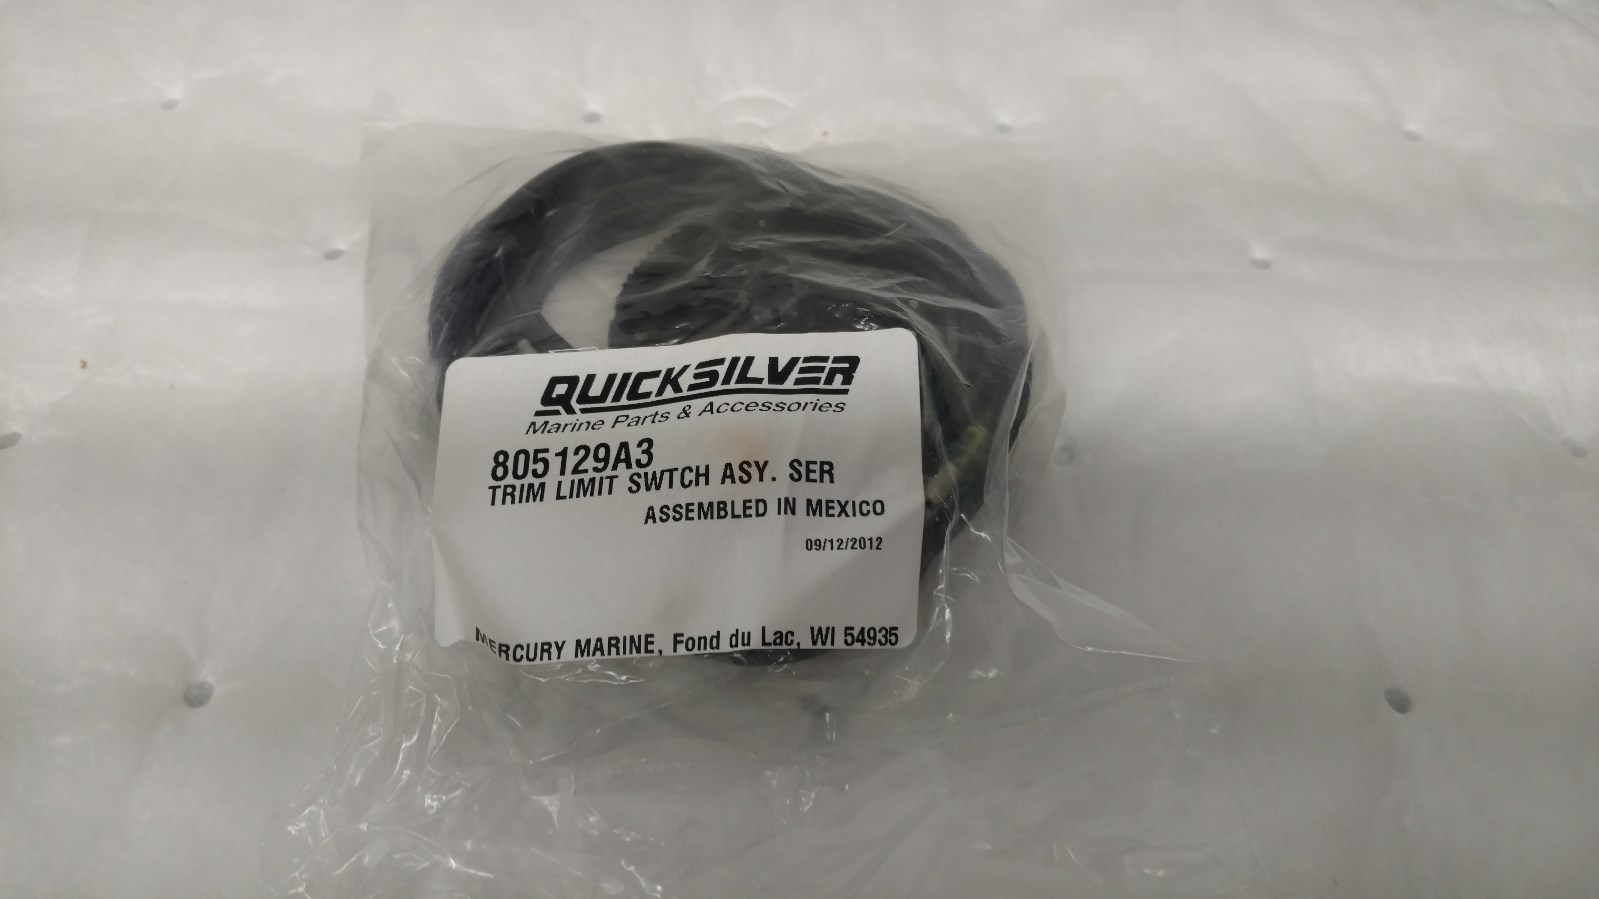 QUICKSILVER
Marine Parts & Accessories
805129A3
TRIM LIMIT SWTCH ASY. SER
ASSEMBLED IN MEXICO
09/12/2012
MERCURY MARINE, Fond du Lac, WI 54935